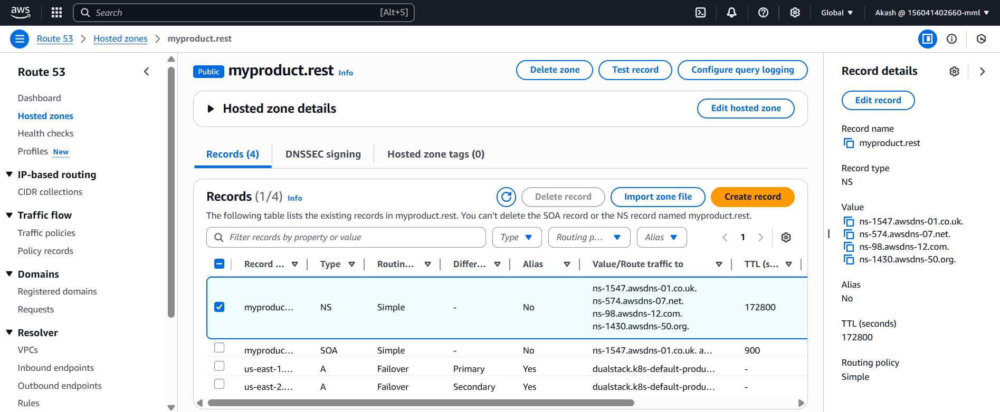 aws
Search [Alt+S] Global Akash @ 156041402660-mml
Route 53 Hosted zones myproduct.rest
Route 53
Dashboard
Hosted zones
Health checks
Profiles New
IP-based routing
CIDR collections
Traffic flow
Traffic policies
Policy records
Domains
Registered domains
Requests
Resolver
VPCs
Inbound endpoints
Outbound endpoints
Rules
Public myproduct.rest Info
Delete zone Test record Configure query logging
Hosted zone details Edit hosted zone
Records (4) DNSSEC signing Hosted zone tags (0)
Records (1/4) Info Delete record Import zone file Create record
The following table lists the existing records in myproduct.rest. You can't delete the SOA record or the NS record named myproduct.rest.
Filter records by property or value Type Routing p... Alias 1
Record ... Type Routin... Differ... Alias Value/Route traffic to TTL (s...
myproduc... NS Simple - No ns-1547.awsdns-01.co.uk. 172800
ns-574.awsdns-07.net.
ns-98.awsdns-12.com.
ns-1430.awsdns-50.org.
myproduc... SOA Simple - No ns-1547.awsdns-01.co.uk. a... 900
us-east-1.... A Failover Primary Yes dualstack.k8s-default-produ... -
us-east-2.... A Failover Secondary Yes dualstack.k8s-default-produ... -
Record details
Edit record
Record name
myproduct.rest
Record type
NS
Value
ns-1547.awsdns-01.co.uk.
ns-574.awsdns-07.net.
ns-98.awsdns-12.com.
ns-1430.awsdns-50.org.
Alias
No
TTL (seconds)
172800
Routing policy
Simple